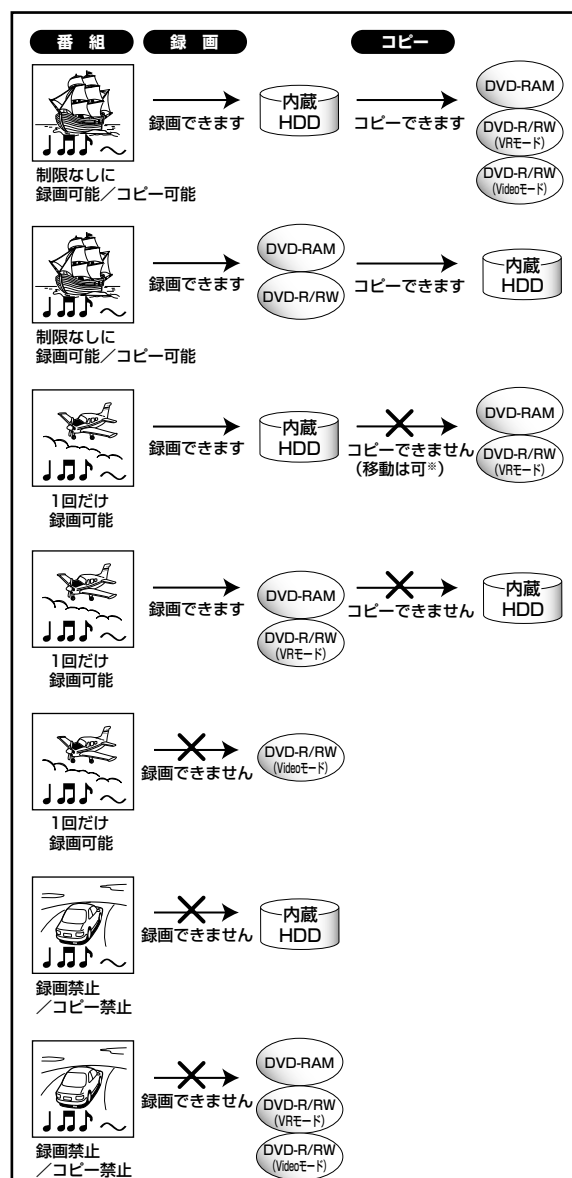 番組 録画 コピー
録画できます
内蔵
HDD
コピーできます
DVD-RAM
DVD-R/RW
(VRモード)
DVD-R/RW
(Videoモード)
制限なしに
録画可能／コピー可能
録画できます
DVD-RAM
DVD-R/RW
コピーできます
内蔵
HDD
制限なしに
録画可能／コピー可能
録画できます
内蔵
HDD
コピーできません
（移動は可※）
DVD-RAM
DVD-R/RW
(VRモード)
1回だけ
録画可能
録画できます
DVD-RAM
DVD-R/RW
(VRモード)
コピーできません
内蔵
HDD
1回だけ
録画可能
録画できません
DVD-R/RW
(Videoモード)
1回だけ
録画可能
録画できません
内蔵
HDD
録画禁止
／コピー禁止
録画できません
DVD-RAM
DVD-R/RW
(VRモード)
DVD-R/RW
(Videoモード)
録画禁止
／コピー禁止